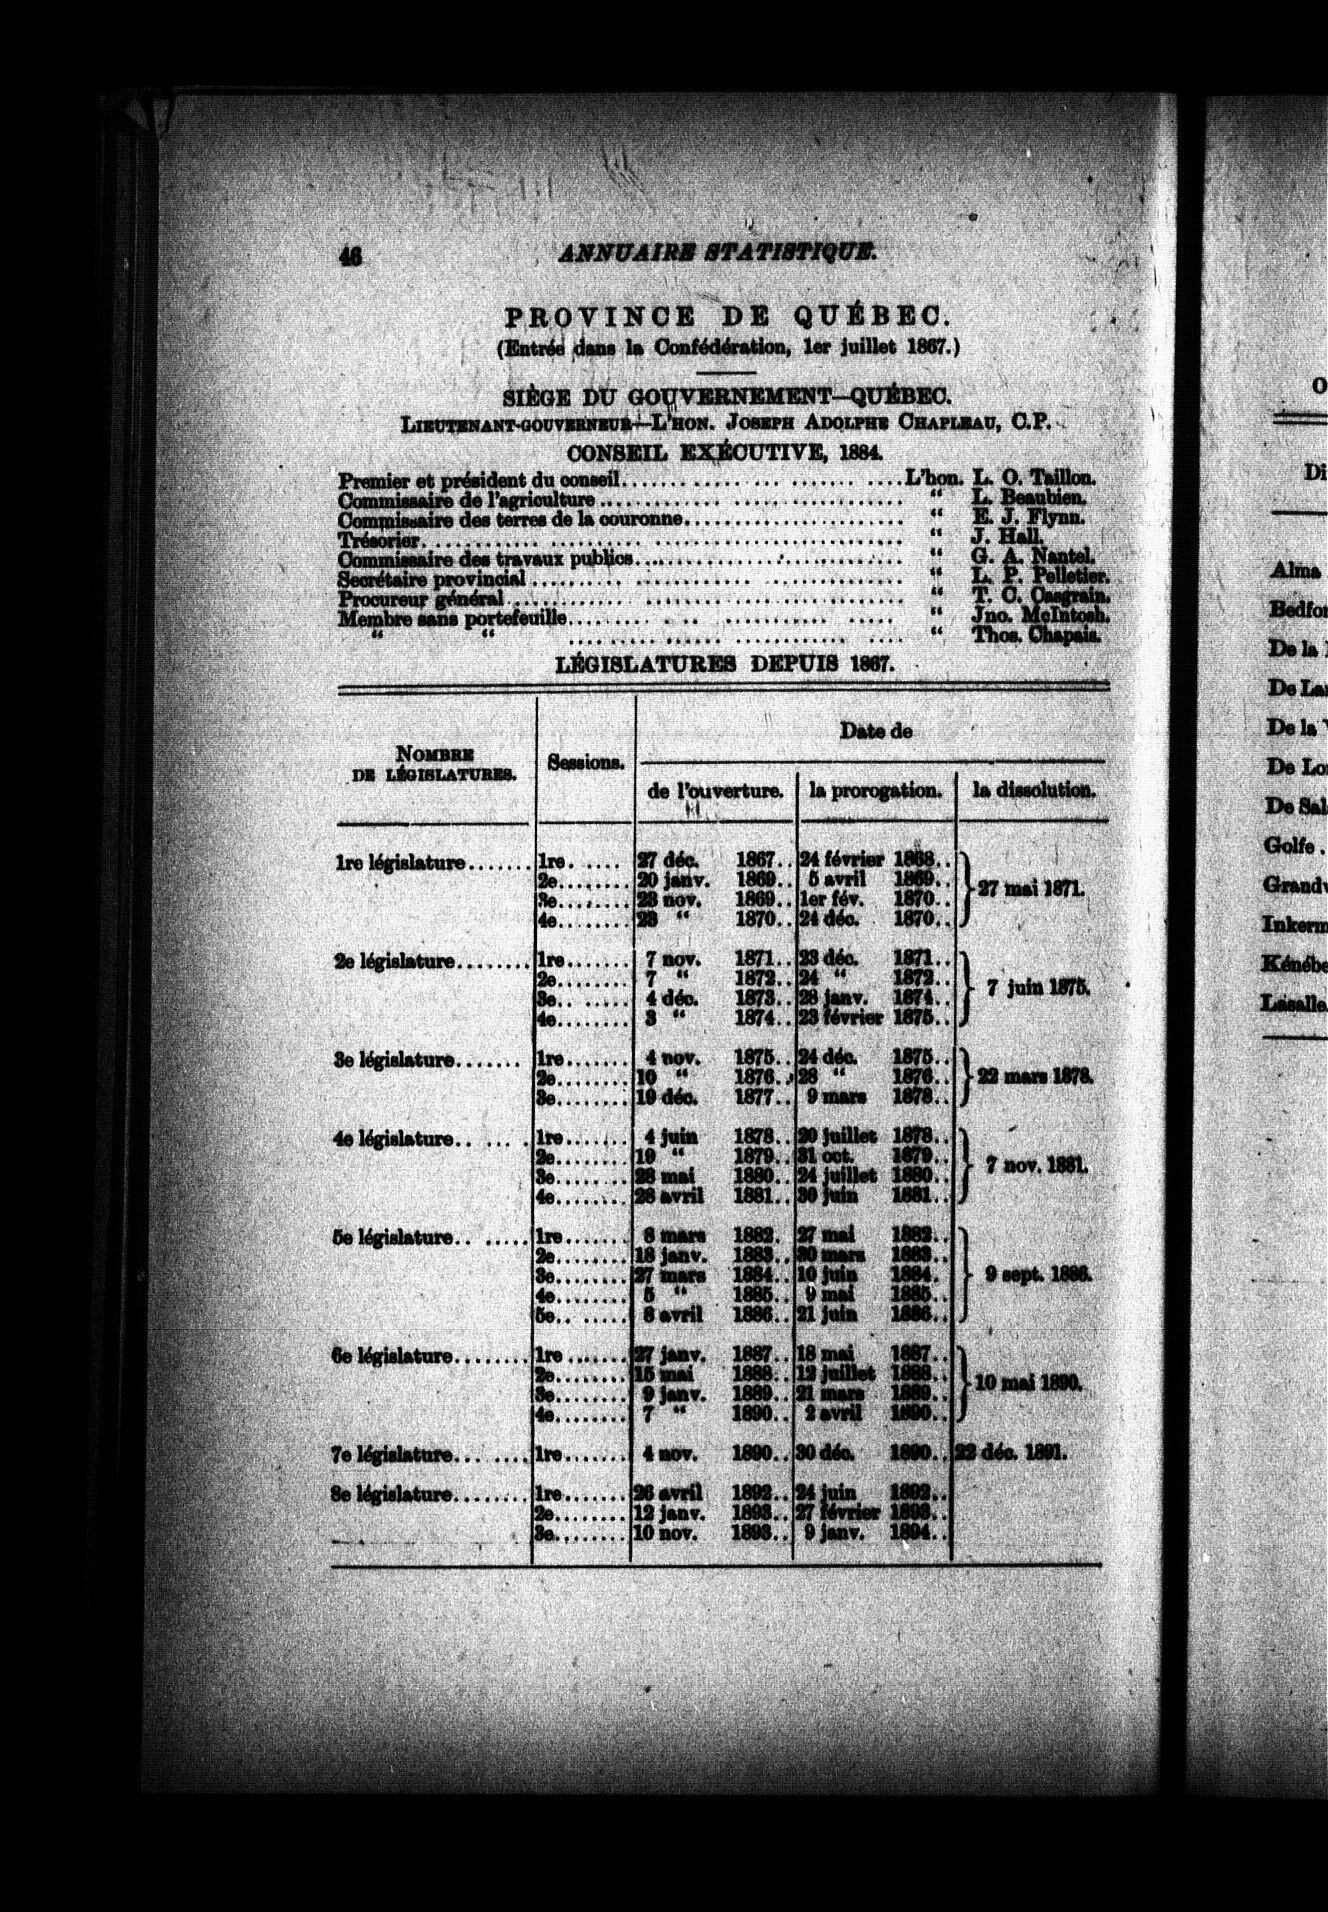 46 ANNUAIRE STATISTIQUE.
PROVINCE DE QUÉBEC.
(Entrée dans la Confédération, 1er juillet 1867.)
SIÈGE DU GOUVERNEMENT—QUÉBEC.
LIEUTENANT-GOUVERNEUR—L'HON. JOSEPH ADOLPHE CHAPLEAU, C.P.
CONSEIL EXÉCUTIVE, 1884.
Premier et président du conseil.................... L'hon. L. O. Taillon.
Commissaire de l'agriculture .................... " L. Beaubien.
Commissaire des terres de la couronne.................... " E. J. Flynn.
Trésorier.................... " J. Hall.
Commissaire des travaux publics.................... " G. A. Nantel.
Secrétaire provincial .................... " L. P. Pelletier.
Procureur général .................... " T. C. Casgrain.
Membre sans portefeuille.................... " Jno. McIntosh.
" " .................... " Thos. Chapais.
LÉGISLATURES DEPUIS 1867.
Date de
NOMBRE
DE LÉGISLATURES. Sessions.
de l'ouverture. la prorogation. la dissolution.
1re législature....... 1re...... 27 déc. 1867.. 24 février 1868..
2e........ 20 janv. 1869.. 5 avril 1869..
27 mai 1871.
3e........ 23 nov. 1869.. 1er fév. 1870..
4e........ 23 " 1870.. 24 déc. 1870..
2e législature........ 1re....... 7 nov. 1871.. 23 déc. 1871..
2e........ 7 " 1872.. 24 " 1872..
7 juin 1875.
3e........ 4 déc. 1873.. 28 janv. 1874..
4e........ 3 " 1874.. 23 février 1875..
3e législature....... 1re....... 4 nov. 1875.. 24 déc. 1875..
2e........ 10 " 1876.. 28 " 1876.. 22 mars 1878.
3e........ 19 déc. 1877.. 9 mars 1878..
4e législature...... 1re....... 4 juin 1878.. 20 juillet 1878..
2e........ 19 " 1879.. 31 oct. 1879..
7 nov. 1881.
3e........ 28 mai 1880.. 24 juillet 1880..
4e........ 28 avril 1881.. 30 juin 1881..
5e législature....... 1re....... 8 mars 1882. 27 mai 1882..
2e........ 18 janv. 1883.. 30 mars 1883..
3e........ 27 mars 1884.. 10 juin 1884. 9 sept. 1886.
4e........ 5 " 1885.. 9 mai 1885..
5e....... 8 avril 1886.. 21 juin 1886..
6e législature........ 1re ....... 27 janv. 1887.. 18 mai 1887..
2e........ 15 mai 1888.. 12 juillet 1888..
10 mai 1890.
3e........ 9 janv. 1889.. 21 mars 1889..
4e........ 7 " 1890.. 2 avril 1890..
7e législature....... 1re....... 4 nov. 1890.. 30 déc. 1890.. 22 déc. 1891.
8e législature........ 1re....... 26 avril 1892.. 24 juin 1892..
2e........ 12 janv. 1893.. 27 février 1893..
3e........ 10 nov. 1893.. 9 janv. 1894..
O
Di
Alma
Bedfor
De la
De Lan
De la V
De Lor
De Sal
Golfe .
Grandv
Inkerm
Kénébe
Lasalle.